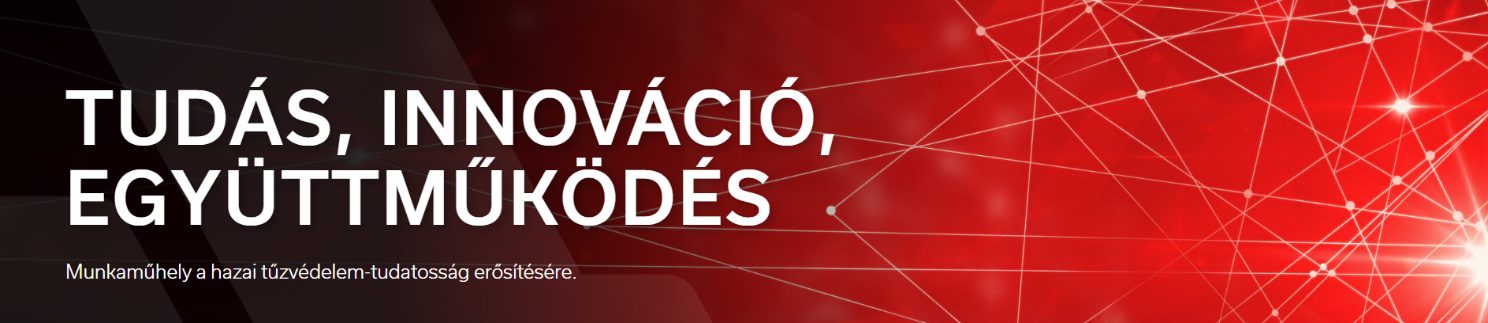 TUDÁS, INNOVÁCIÓ,
EGYÜTTMŰKÖDÉS
Munkaműhely a hazai tűzvédelem-tudatosság erősítésére.